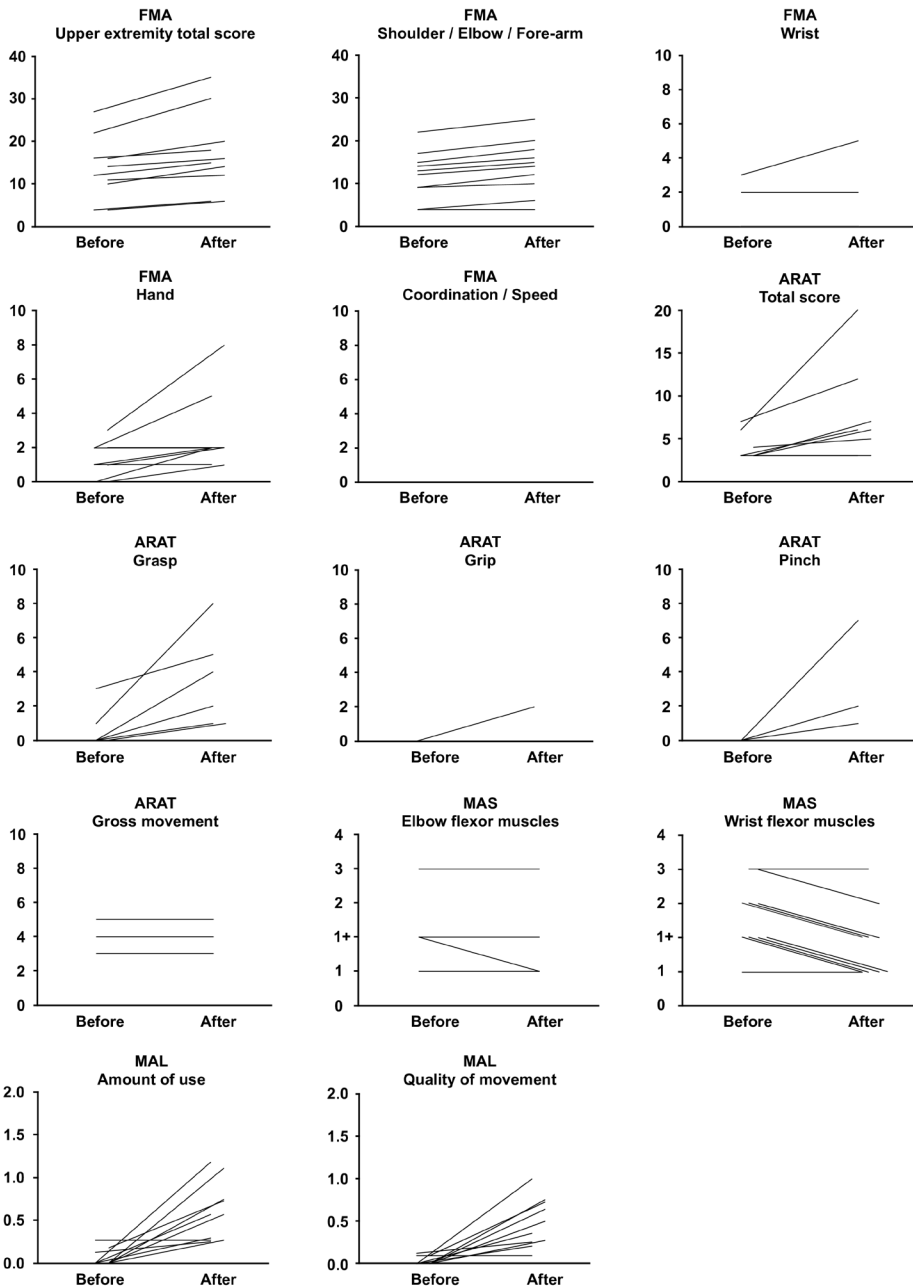 FMA
Upper extremity total score
40
30
20
10
0
Before After
FMA
Shoulder / Elbow / Fore-arm
40
30
20
10
0
Before After
FMA
Wrist
10
8
6
4
2
0
Before After
FMA
Hand
10
8
6
4
2
0
Before After
FMA
Coordination / Speed
10
8
6
4
2
0
Before After
ARAT
Total score
20
15
10
5
0
Before After
ARAT
Grasp
10
8
6
4
2
0
Before After
ARAT
Grip
10
8
6
4
2
0
Before After
ARAT
Pinch
10
8
6
4
2
0
Before After
ARAT
Gross movement
10
8
6
4
2
0
Before After
MAS
Elbow flexor muscles
4
3
2
1+
1
0
Before After
MAS
Wrist flexor muscles
4
3
2
1+
1
0
Before After
MAL
Amount of use
2.0
1.5
1.0
0.5
0.0
Before After
MAL
Quality of movement
2.0
1.5
1.0
0.5
0.0
Before After